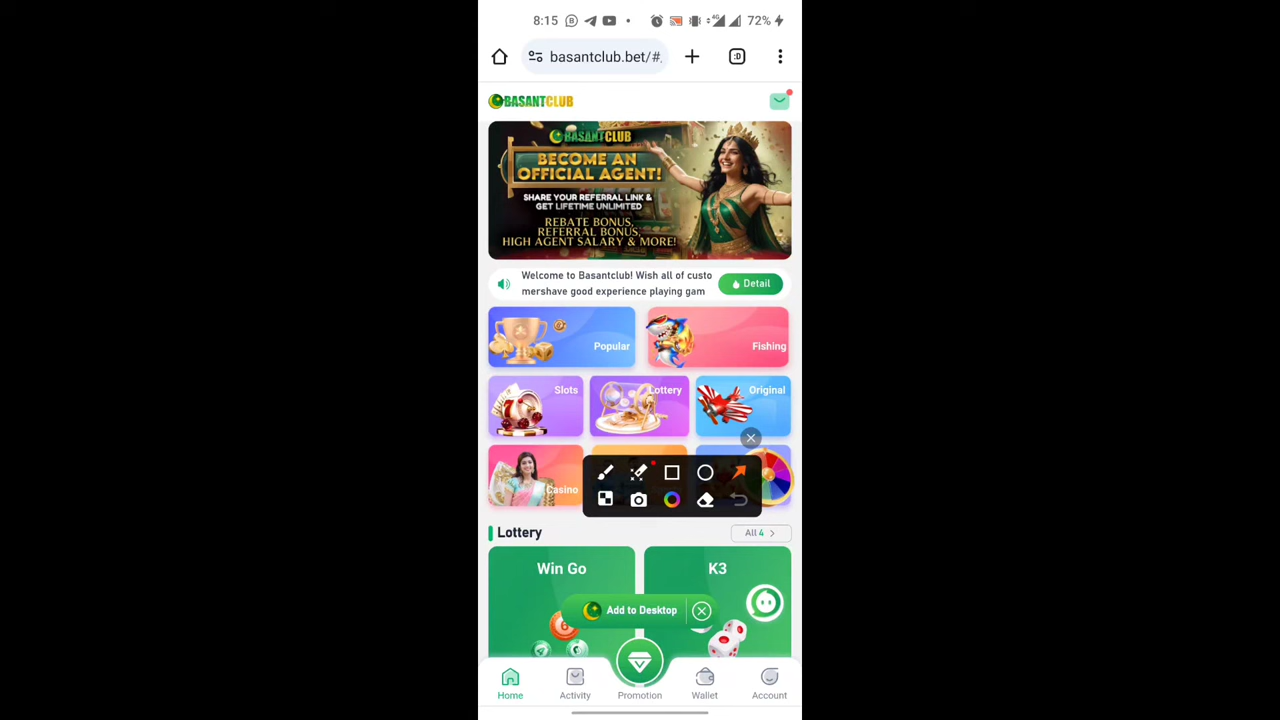 8:15
4G
72%
basantclub.bet/#
BASANTCLUB
BASANTCLUB
BECOME AN
OFFICIAL AGENT!
SHARE YOUR REFERRAL LINK &
GET LIFETIME UNLIMITED
REBATE BONUS,
REFERRAL BONUS,
HIGH AGENT SALARY & MORE!
Welcome to Basantclub! Wish all of custo
mershave good experience playing gam
Detail
Popular
Fishing
Slots
Lottery
Original
Casino
Lottery
All 4
Win Go
K3
Add to Desktop
Home
Activity
Promotion
Wallet
Account